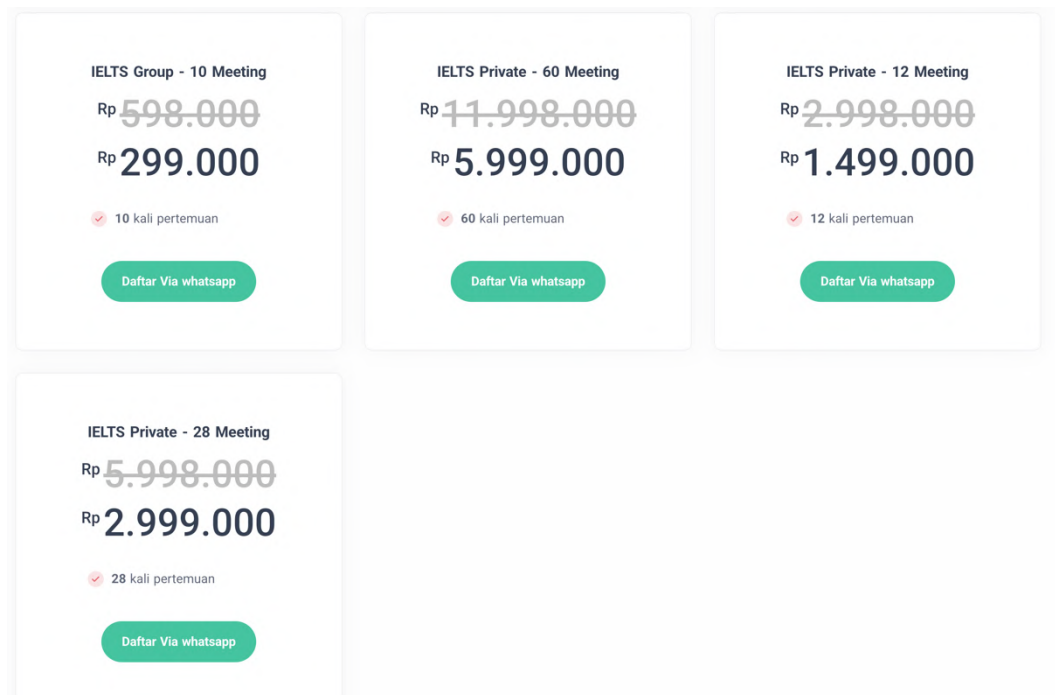 IELTS Group - 10 Meeting
Rp 598.000
Rp 299.000
10 kali pertemuan
Daftar Via whatsapp
IELTS Private - 60 Meeting
Rp 11.998.000
Rp 5.999.000
60 kali pertemuan
Daftar Via whatsapp
IELTS Private - 12 Meeting
Rp 2.998.000
Rp 1.499.000
12 kali pertemuan
Daftar Via whatsapp
IELTS Private - 28 Meeting
Rp 5.998.000
Rp 2.999.000
28 kali pertemuan
Daftar Via whatsapp